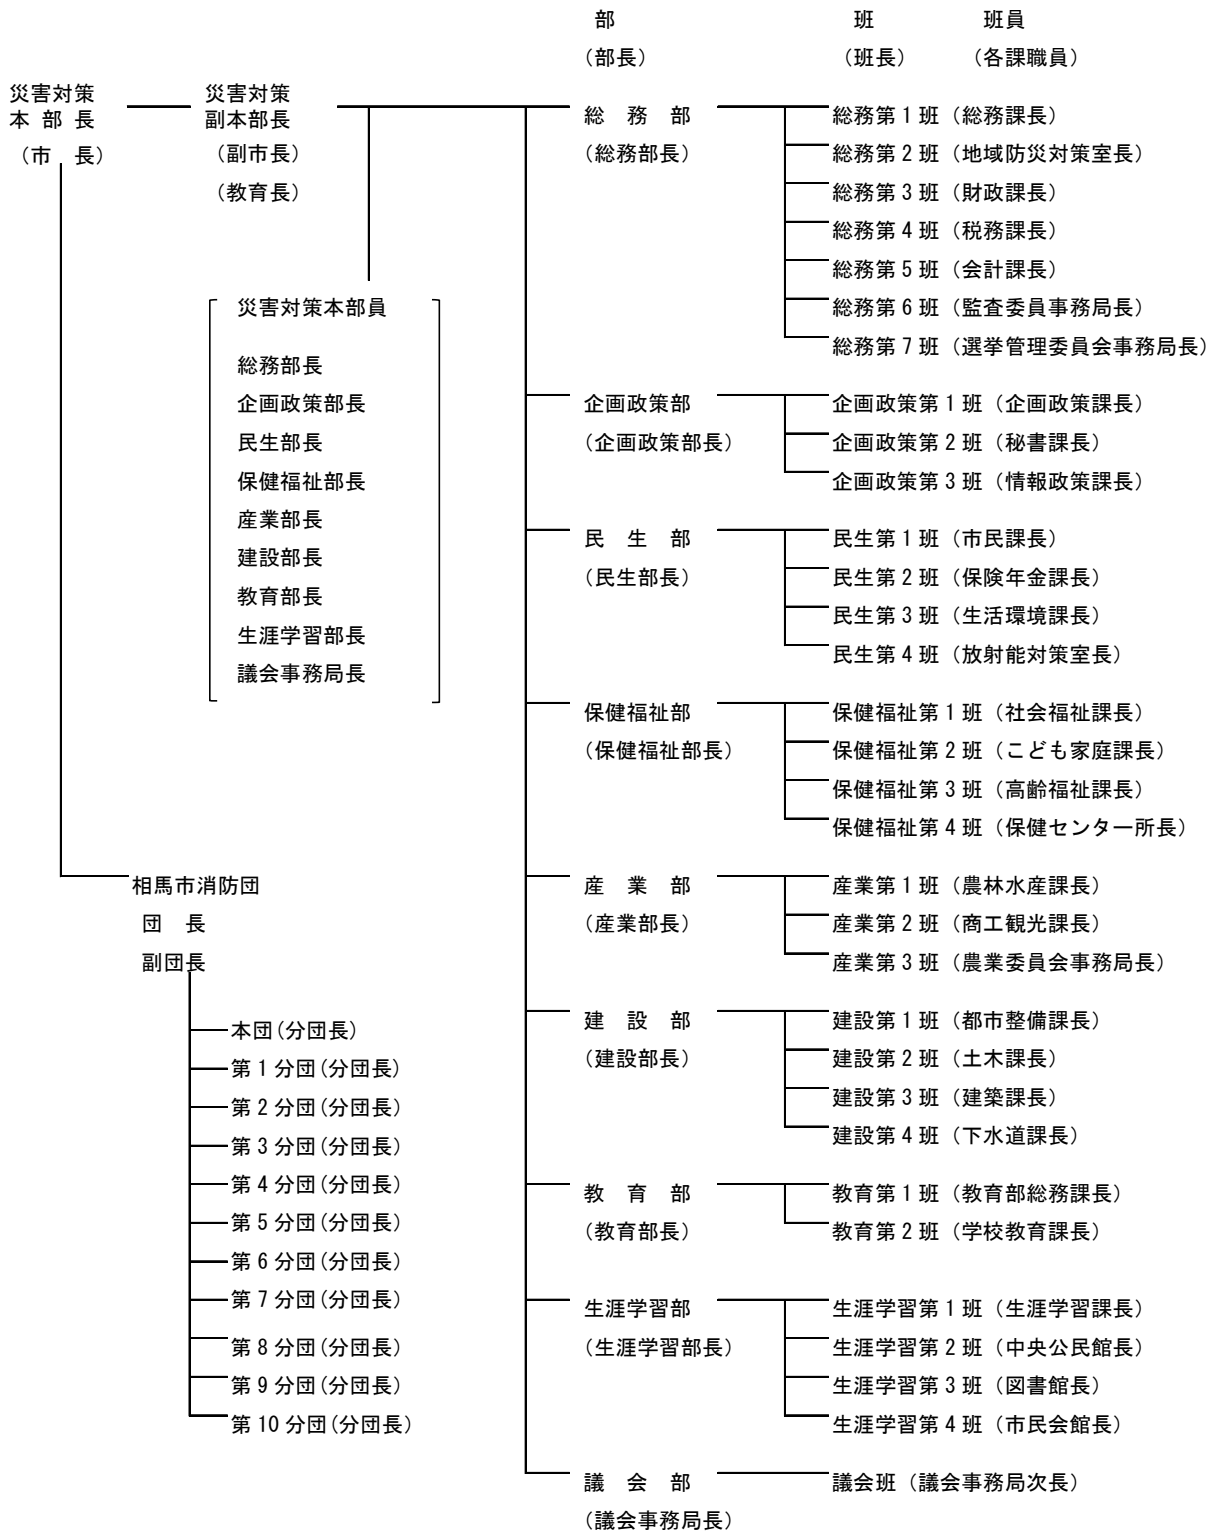 部 班 班員
（部長） （班長） （各課職員）
災害対策
本 部 長
（市　長）
災害対策
副本部長
（副市長）
（教育長）
災害対策本部員
総務部長
企画政策部長
民生部長
保健福祉部長
産業部長
建設部長
教育部長
生涯学習部長
議会事務局長
相馬市消防団
団　長
副団長
本団(分団長)
第1分団(分団長)
第2分団(分団長)
第3分団(分団長)
第4分団(分団長)
第5分団(分団長)
第6分団(分団長)
第7分団(分団長)
第8分団(分団長)
第9分団(分団長)
第10分団(分団長)
総　務　部
（総務部長）
総務第1班（総務課長）
総務第2班（地域防災対策室長）
総務第3班（財政課長）
総務第4班（税務課長）
総務第5班（会計課長）
総務第6班（監査委員事務局長）
総務第7班（選挙管理委員会事務局長）
企画政策部
（企画政策部長）
企画政策第1班（企画政策課長）
企画政策第2班（秘書課長）
企画政策第3班（情報政策課長）
民　生　部
（民生部長）
民生第1班（市民課長）
民生第2班（保険年金課長）
民生第3班（生活環境課長）
民生第4班（放射能対策室長）
保健福祉部
（保健福祉部長）
保健福祉第1班（社会福祉課長）
保健福祉第2班（こども家庭課長）
保健福祉第3班（高齢福祉課長）
保健福祉第4班（保健センター所長）
産　業　部
（産業部長）
産業第1班（農林水産課長）
産業第2班（商工観光課長）
産業第3班（農業委員会事務局長）
建　設　部
（建設部長）
建設第1班（都市整備課長）
建設第2班（土木課長）
建設第3班（建築課長）
建設第4班（下水道課長）
教　育　部
（教育部長）
教育第1班（教育部総務課長）
教育第2班（学校教育課長）
生涯学習部
（生涯学習部長）
生涯学習第1班（生涯学習課長）
生涯学習第2班（中央公民館長）
生涯学習第3班（図書館長）
生涯学習第4班（市民会館長）
議　会　部
（議会事務局長）
議会班（議会事務局次長）